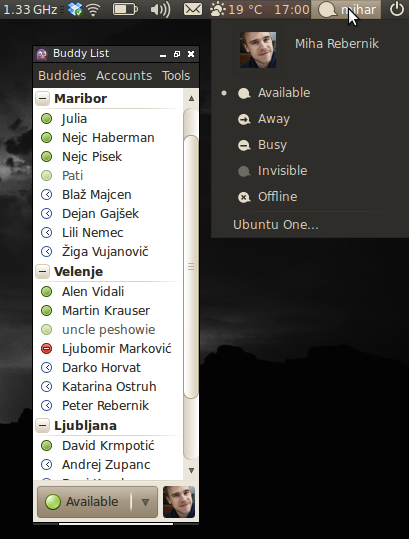 1.33 GHz 19 °C 17:00 mihar
Buddy List
Buddies Accounts Tools
Maribor
Julia
Nejc Haberman
Nejc Pisek
Pati
Blaž Majcen
Dejan Gajšek
Lili Nemec
Žiga Vujanovič
Velenje
Alen Vidali
Martin Krauser
uncle peshowie
Ljubomir Marković
Darko Horvat
Katarina Ostruh
Peter Rebernik
Ljubljana
David Krmpotić
Andrej Zupanc
Available
Miha Rebernik
Available
Away
Busy
Invisible
Offline
Ubuntu One...